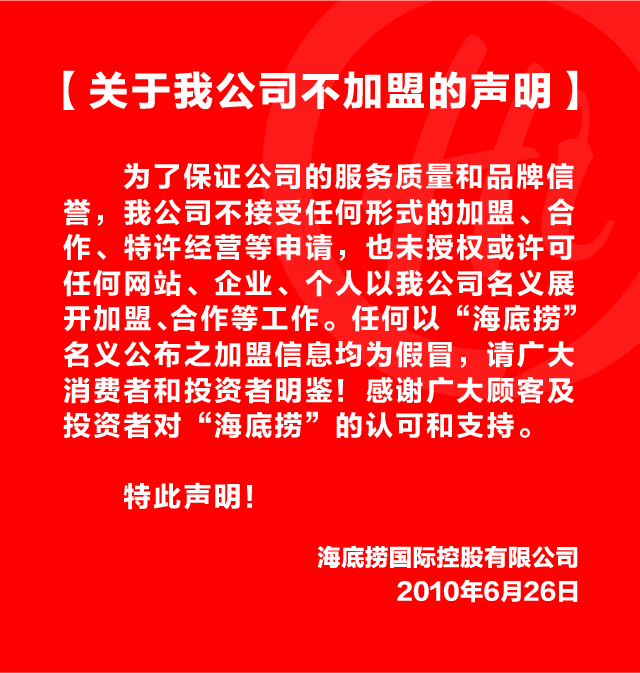 【关于我公司不加盟的声明】
为了保证公司的服务质量和品牌信
誉，我公司不接受任何形式的加盟、合
作、特许经营等申请，也未授权或许可
任何网站、企业、个人以我公司名义展
开加盟、合作等工作。任何以“海底捞”
名义公布之加盟信息均为假冒，请广大
消费者和投资者明鉴！感谢广大顾客及
投资者对“海底捞”的认可和支持。
特此声明！
海底捞国际控股有限公司
2010年6月26日